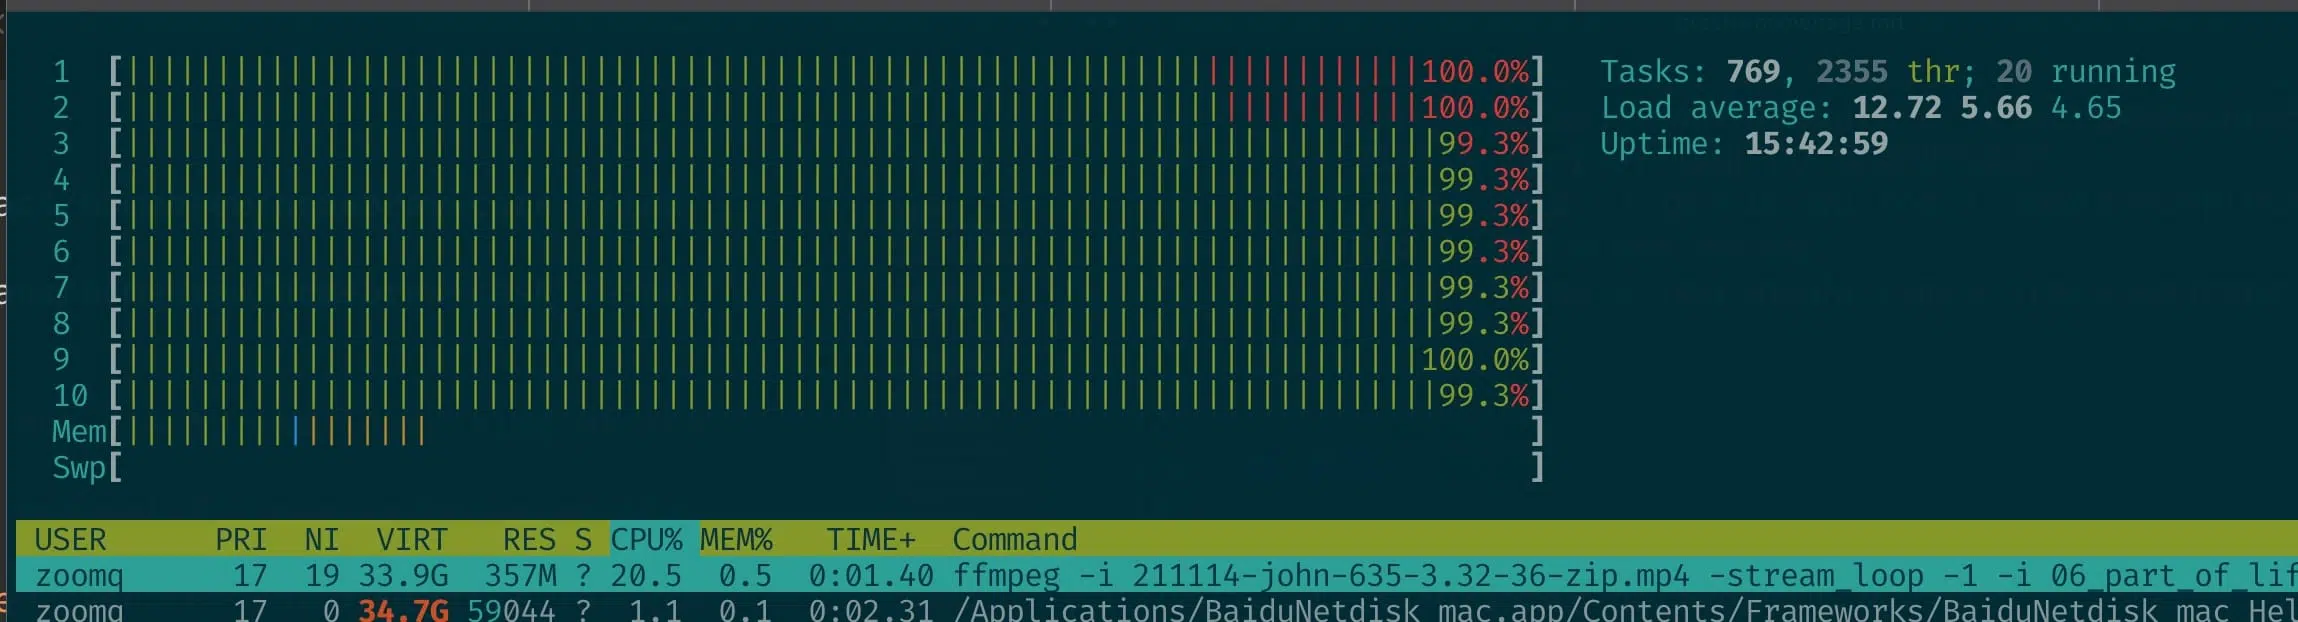 1 [100.0%] Tasks: 769, 2355 thr; 20 running
2 [100.0%] Load average: 12.72 5.66 4.65
3 [99.3%] Uptime: 15:42:59
4 [99.3%]
5 [99.3%]
6 [99.3%]
7 [99.3%]
8 [99.3%]
9 [100.0%]
10 [99.3%]
Mem[ ]
Swp[ ]
USER PRI NI VIRT RES S CPU% MEM% TIME+ Command
zoomq 17 19 33.9G 357M ? 20.5 0.5 0:01.40 ffmpeg -i 211114-john-635-3.32-36-zip.mp4 -stream_loop -1 -i 06_part_of_lif
zoomq 17 0 34.7G 59044 ? 1.1 0.1 0:02.31 /Applications/BaiduNetdisk_mac.app/Contents/Frameworks/BaiduNetdisk_mac Hel